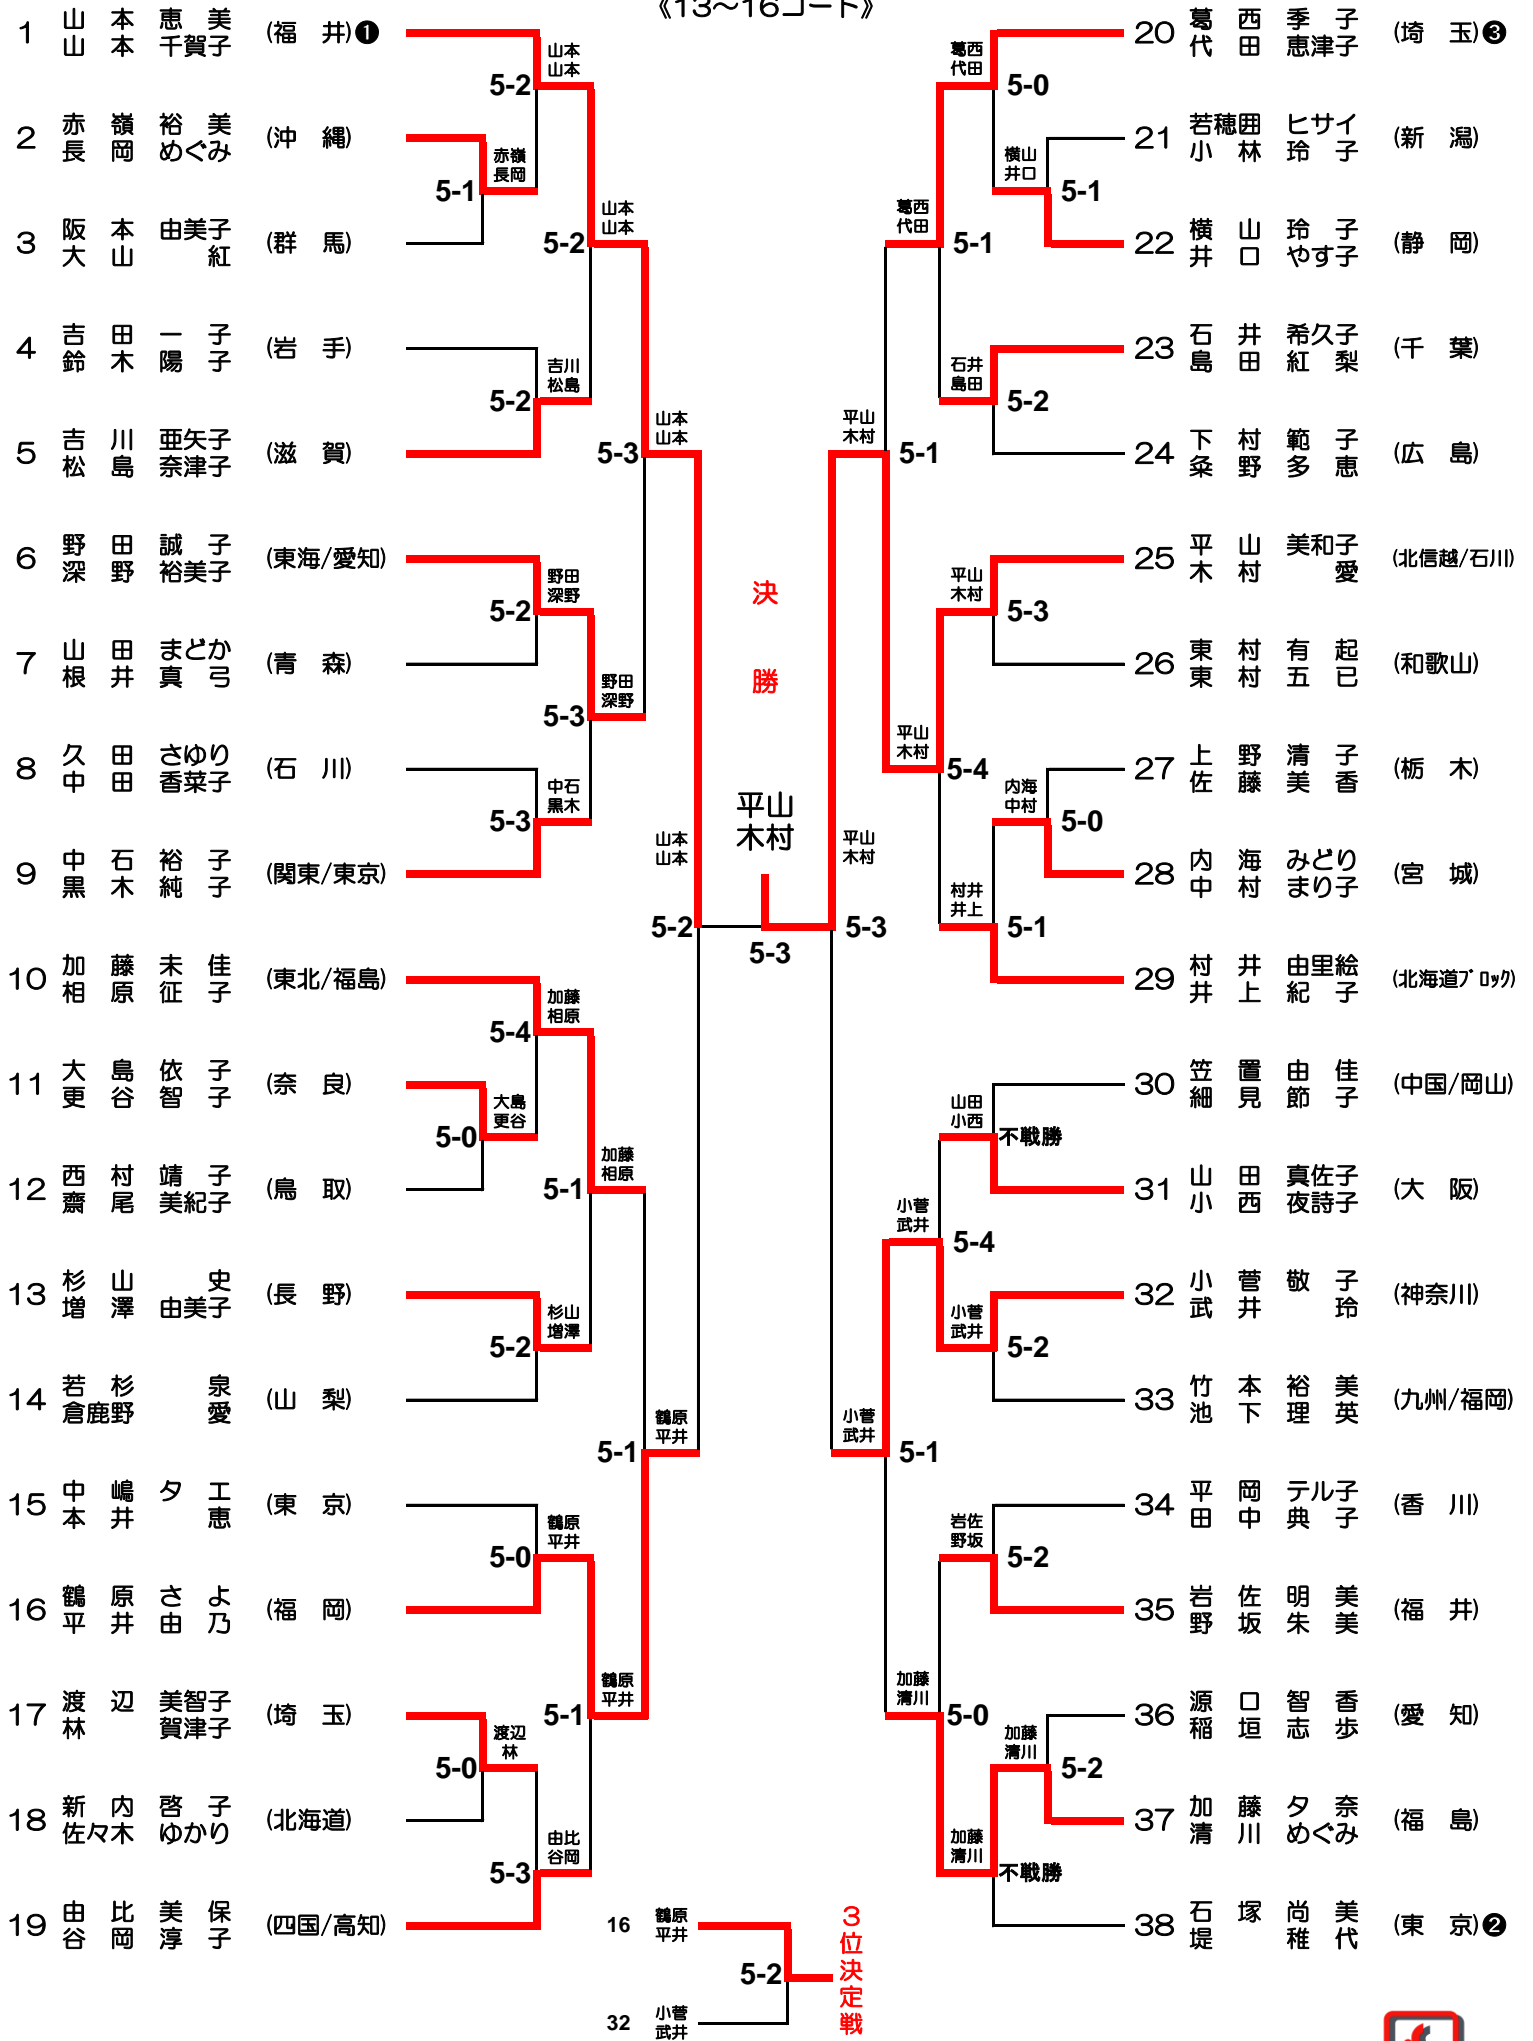 《13～16コート》
1 山本恵美 (福井)❶
山本千賀子
2 赤嶺裕美 (沖縄)
長岡めぐみ
3 阪本由美子 (群馬)
大山紅
4 吉田一子 (岩手)
鈴木陽子
5 吉川亜矢子 (滋賀)
松島奈津子
6 野田誠子 (東海/愛知)
深野裕美子
7 山田まどか (青森)
根井真弓
8 久田さゆり (石川)
中田香菜子
9 中石裕子 (関東/東京)
黒木純子
10 加藤未佳 (東北/福島)
相原征子
11 大島依子 (奈良)
更谷智子
12 西村靖子 (鳥取)
齋尾美紀子
13 杉山史 (長野)
増澤由美子
14 若杉泉 (山梨)
倉鹿野愛
15 中嶋夕工 (東京)
本井恵
16 鶴原さよ (福岡)
平井由乃
17 渡辺美智子 (埼玉)
林賀津子
18 新内啓子 (北海道)
佐々木ゆかり
19 由比美保 (四国/高知)
谷岡淳子
山本
山本
5-2
赤嶺
長岡
5-1
山本
山本
5-2
吉川
松島
5-2
山本
山本
5-3
野田
深野
5-2
野田
深野
5-3
中石
黒木
5-3
山本
山本
5-2
加藤
相原
5-4
大島
更谷
5-0
加藤
相原
5-1
杉山
増澤
5-2
鶴原
平井
5-1
鶴原
平井
5-0
鶴原
平井
5-1
渡辺
林
5-0
由比
谷岡
5-3
決
勝
平山
木村
5-3
葛西
代田
5-0
横山
井口
5-1
葛西
代田
5-1
石井
島田
5-2
平山
木村
5-1
平山
木村
5-3
平山
木村
5-4
内海
中村
5-0
村井
井上
5-1
平山
木村
5-3
山田
小西
不戦勝
小菅
武井
5-4
小菅
武井
5-2
小菅
武井
5-1
岩佐
野坂
5-2
加藤
清川
5-0
加藤
清川
5-2
加藤
清川
不戦勝
20 葛西季子 (埼玉)❸
代田恵津子
21 若穂囲ヒサイ (新潟)
小林玲子
22 横山玲子 (静岡)
井口やす子
23 石井希久子 (千葉)
島田紅梨
24 下村範子 (広島)
粂野多恵
25 平山美和子 (北信越/石川)
木村愛
26 東村有起 (和歌山)
東村五已
27 上野清子 (栃木)
佐藤美香
28 内海みどり (宮城)
中村まり子
29 村井由里絵 (北海道ブロック)
井上紀子
30 笠置由佳 (中国/岡山)
細見節子
31 山田真佐子 (大阪)
小西夜詩子
32 小菅敬子 (神奈川)
武井玲
33 竹本裕美 (九州/福岡)
池下理英
34 平岡テル子 (香川)
田中典子
35 岩佐明美 (福井)
野坂朱美
36 源口智香 (愛知)
稲垣志歩
37 加藤夕奈 (福島)
清川めぐみ
38 石塚尚美 (東京)❷
堤稚代
16 鶴原
平井
5-2
32 小菅
武井
3位決定戦